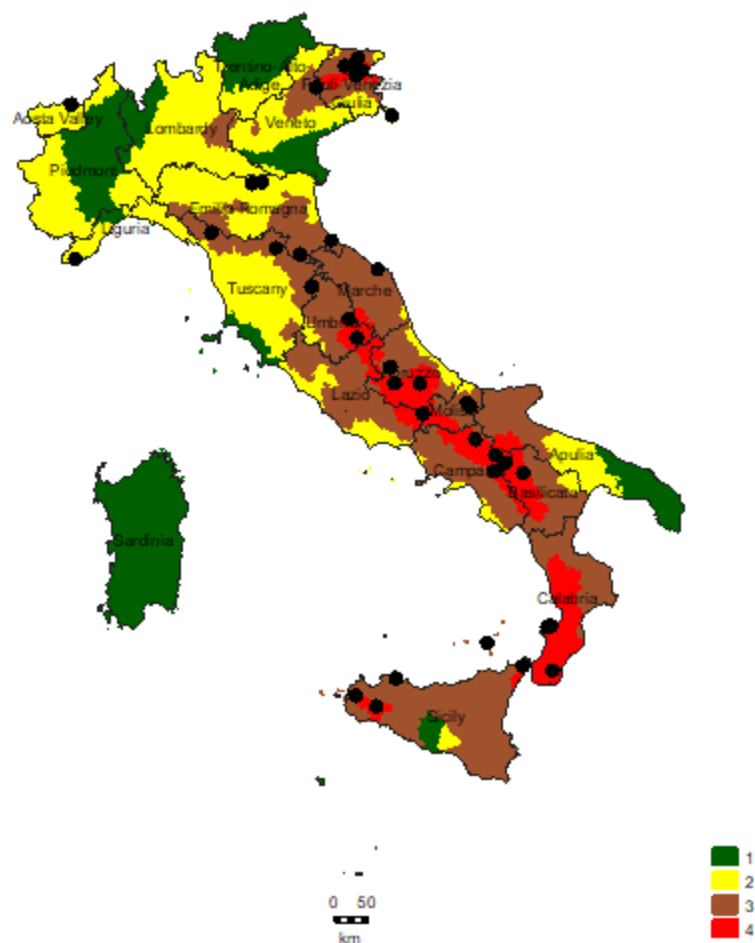 Trentino-Alto
Adige
Friuli-Venezia
Giulia
Aosta Valley
Lombardy
Veneto
Piedmont
Emilia-Romagna
Liguria
Tuscany
Marche
Umbria
Lazio
Molise
Apulia
Basilicata
Sardinia
Calabria
Sicily
1
2
3
4
0 50
km